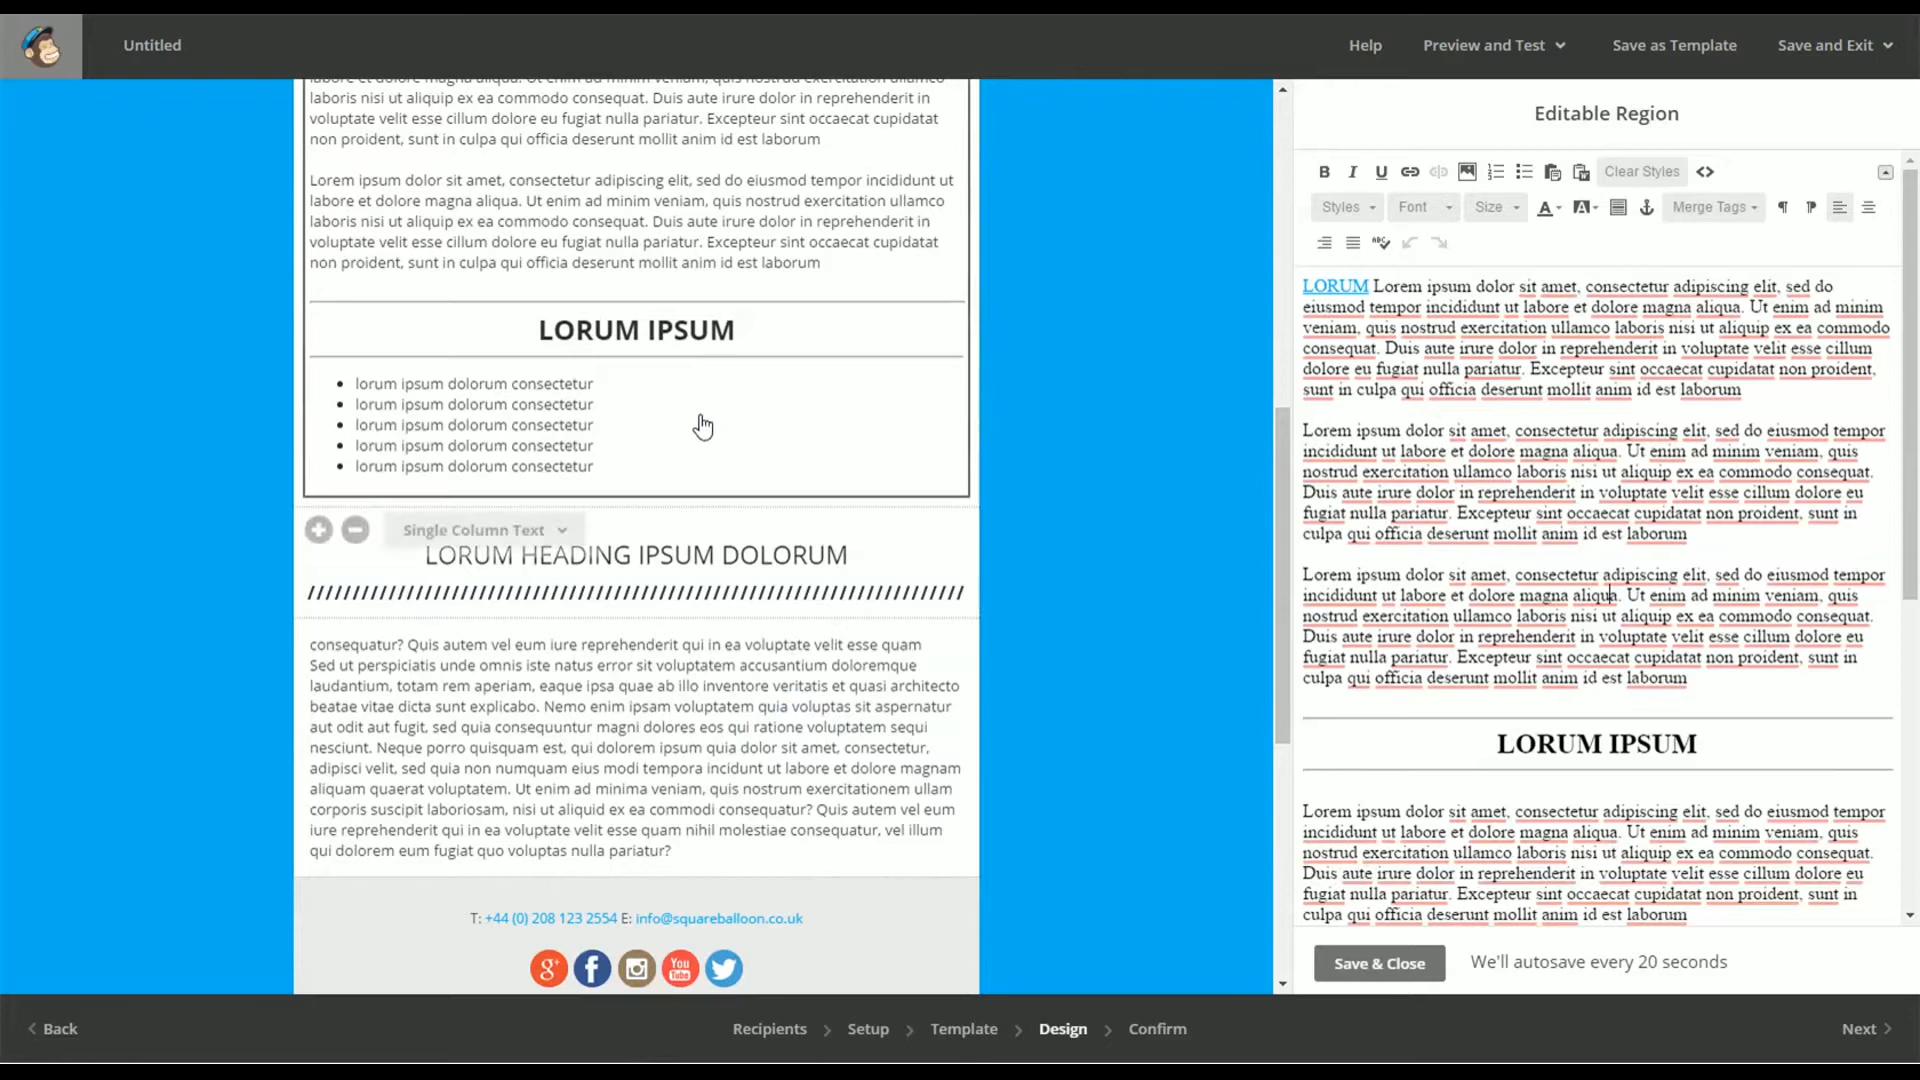 Untitled
Help
Preview and Test
Save as Template
Save and Exit
labore et dolore magna aliqua. Ut enim ad minim veniam, quis nostrud exercitation ullamco
laboris nisi ut aliquip ex ea commodo consequat. Duis aute irure dolor in reprehenderit in
voluptate velit esse cillum dolore eu fugiat nulla pariatur. Excepteur sint occaecat cupidatat
non proident, sunt in culpa qui officia deserunt mollit anim id est laborum
Lorem ipsum dolor sit amet, consectetur adipiscing elit, sed do eiusmod tempor incididunt ut
labore et dolore magna aliqua. Ut enim ad minim veniam, quis nostrud exercitation ullamco
laboris nisi ut aliquip ex ea commodo consequat. Duis aute irure dolor in reprehenderit in
voluptate velit esse cillum dolore eu fugiat nulla pariatur. Excepteur sint occaecat cupidatat
non proident, sunt in culpa qui officia deserunt mollit anim id est laborum
LORUM IPSUM
• lorum ipsum dolorum consectetur
• lorum ipsum dolorum consectetur
• lorum ipsum dolorum consectetur
• lorum ipsum dolorum consectetur
• lorum ipsum dolorum consectetur
Single Column Text
LORUM HEADING IPSUM DOLORUM
consequatur? Quis autem vel eum iure reprehenderit qui in ea voluptate velit esse quam
Sed ut perspiciatis unde omnis iste natus error sit voluptatem accusantium doloremque
laudantium, totam rem aperiam, eaque ipsa quae ab illo inventore veritatis et quasi architecto
beatae vitae dicta sunt explicabo. Nemo enim ipsam voluptatem quia voluptas sit aspernatur
aut odit aut fugit, sed quia consequuntur magni dolores eos qui ratione voluptatem sequi
nesciunt. Neque porro quisquam est, qui dolorem ipsum quia dolor sit amet, consectetur,
adipisci velit, sed quia non numquam eius modi tempora incidunt ut labore et dolore magnam
aliquam quaerat voluptatem. Ut enim ad minima veniam, quis nostrum exercitationem ullam
corporis suscipit laboriosam, nisi ut aliquid ex ea commodi consequatur? Quis autem vel eum
iure reprehenderit qui in ea voluptate velit esse quam nihil molestiae consequatur, vel illum
qui dolorem eum fugiat quo voluptas nulla pariatur?
T: +44 (0) 208 123 2554 E: info@squareballoon.co.uk
g+ f You Tube
Editable Region
B I U Clear Styles <>
Styles Font Size A A Merge Tags
ABC
LORUM Lorem ipsum dolor sit amet, consectetur adipiscing elit, sed do
eiusmod tempor incididunt ut labore et dolore magna aliqua. Ut enim ad minim
veniam, quis nostrud exercitation ullamco laboris nisi ut aliquip ex ea commodo
consequat. Duis aute irure dolor in reprehenderit in voluptate velit esse cillum
dolore eu fugiat nulla pariatur. Excepteur sint occaecat cupidatat non proident,
sunt in culpa qui officia deserunt mollit anim id est laborum
Lorem ipsum dolor sit amet, consectetur adipiscing elit, sed do eiusmod tempor
incididunt ut labore et dolore magna aliqua. Ut enim ad minim veniam, quis
nostrud exercitation ullamco laboris nisi ut aliquip ex ea commodo consequat.
Duis aute irure dolor in reprehenderit in voluptate velit esse cillum dolore eu
fugiat nulla pariatur. Excepteur sint occaecat cupidatat non proident, sunt in
culpa qui officia deserunt mollit anim id est laborum
Lorem ipsum dolor sit amet, consectetur adipiscing elit, sed do eiusmod tempor
incididunt ut labore et dolore magna aliqua. Ut enim ad minim veniam, quis
nostrud exercitation ullamco laboris nisi ut aliquip ex ea commodo consequat.
Duis aute irure dolor in reprehenderit in voluptate velit esse cillum dolore eu
fugiat nulla pariatur. Excepteur sint occaecat cupidatat non proident, sunt in
culpa qui officia deserunt mollit anim id est laborum
LORUM IPSUM
Lorem ipsum dolor sit amet, consectetur adipiscing elit, sed do eiusmod tempor
incididunt ut labore et dolore magna aliqua. Ut enim ad minim veniam, quis
nostrud exercitation ullamco laboris nisi ut aliquip ex ea commodo consequat.
Duis aute irure dolor in reprehenderit in voluptate velit esse cillum dolore eu
fugiat nulla pariatur. Excepteur sint occaecat cupidatat non proident, sunt in
culpa qui officia deserunt mollit anim id est laborum
Save & Close
We'll autosave every 20 seconds
Back
Recipients
Setup
Template
Design
Confirm
Next